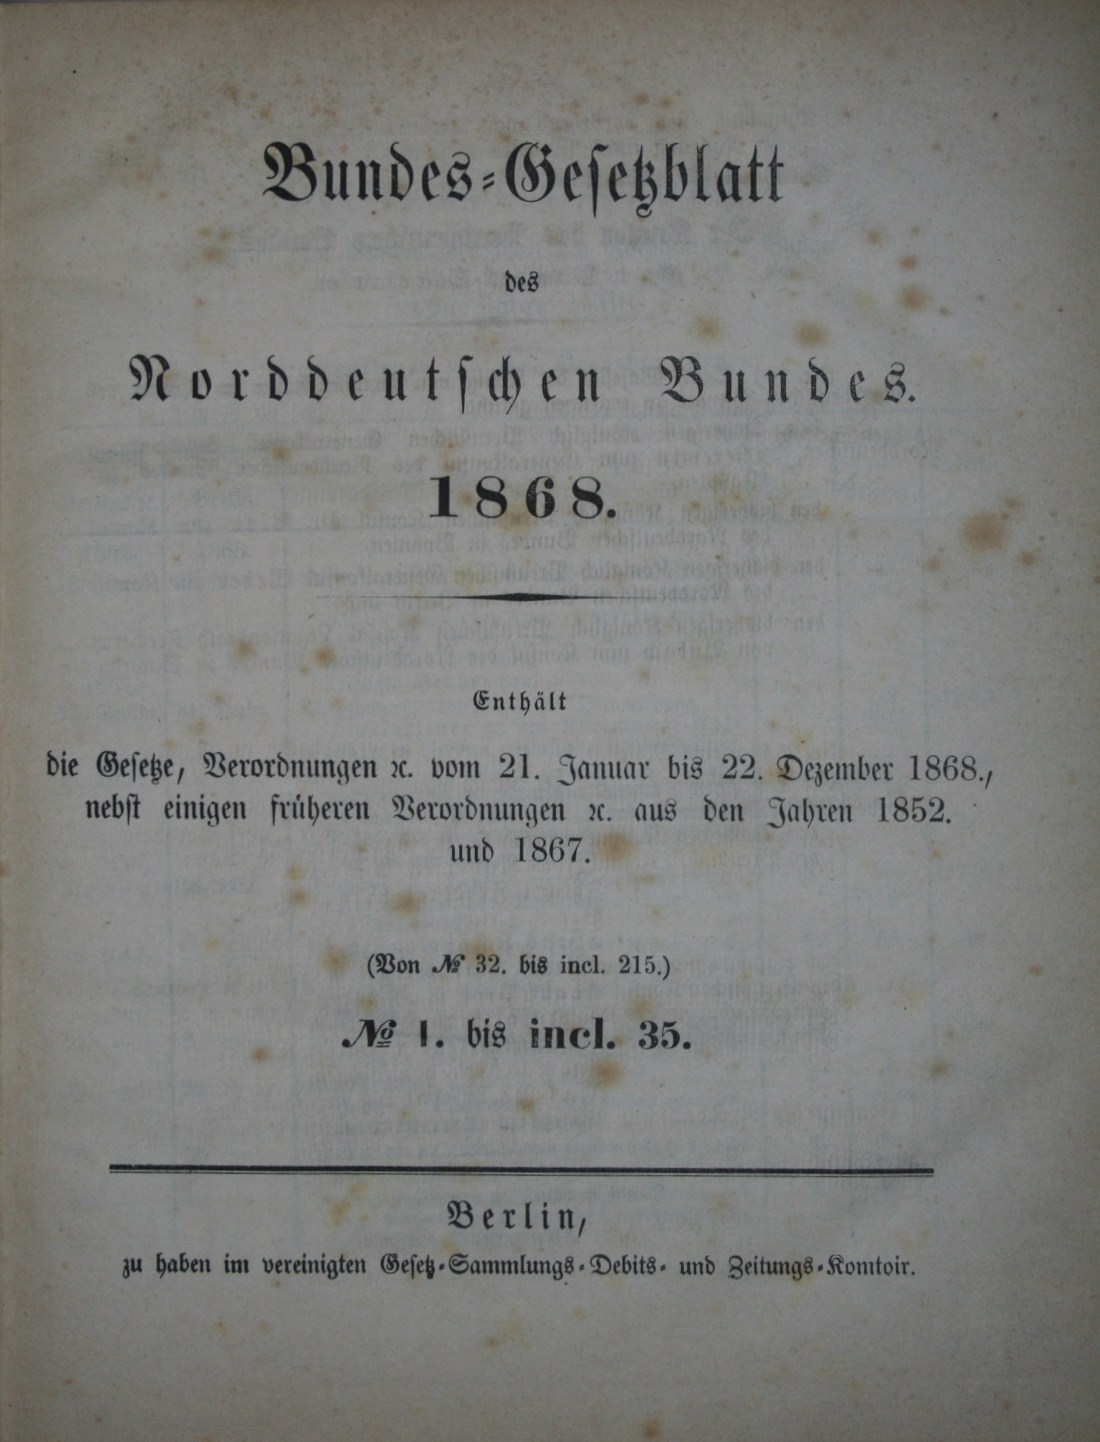 Bundes-Gesetzblatt
des
Norddeutschen Bundes.
1868.
Enthält
die Gesetze, Verordnungen ꝛc. vom 21. Januar bis 22. Dezember 1868.,
nebst einigen früheren Verordnungen ꝛc. aus den Jahren 1852.
und 1867.
(Von № 32. bis incl. 215.)
№ 1. bis incl. 35.
Berlin,
zu haben im vereinigten Gesetz-Sammlungs-Debits- und Zeitungs-Komtoir.